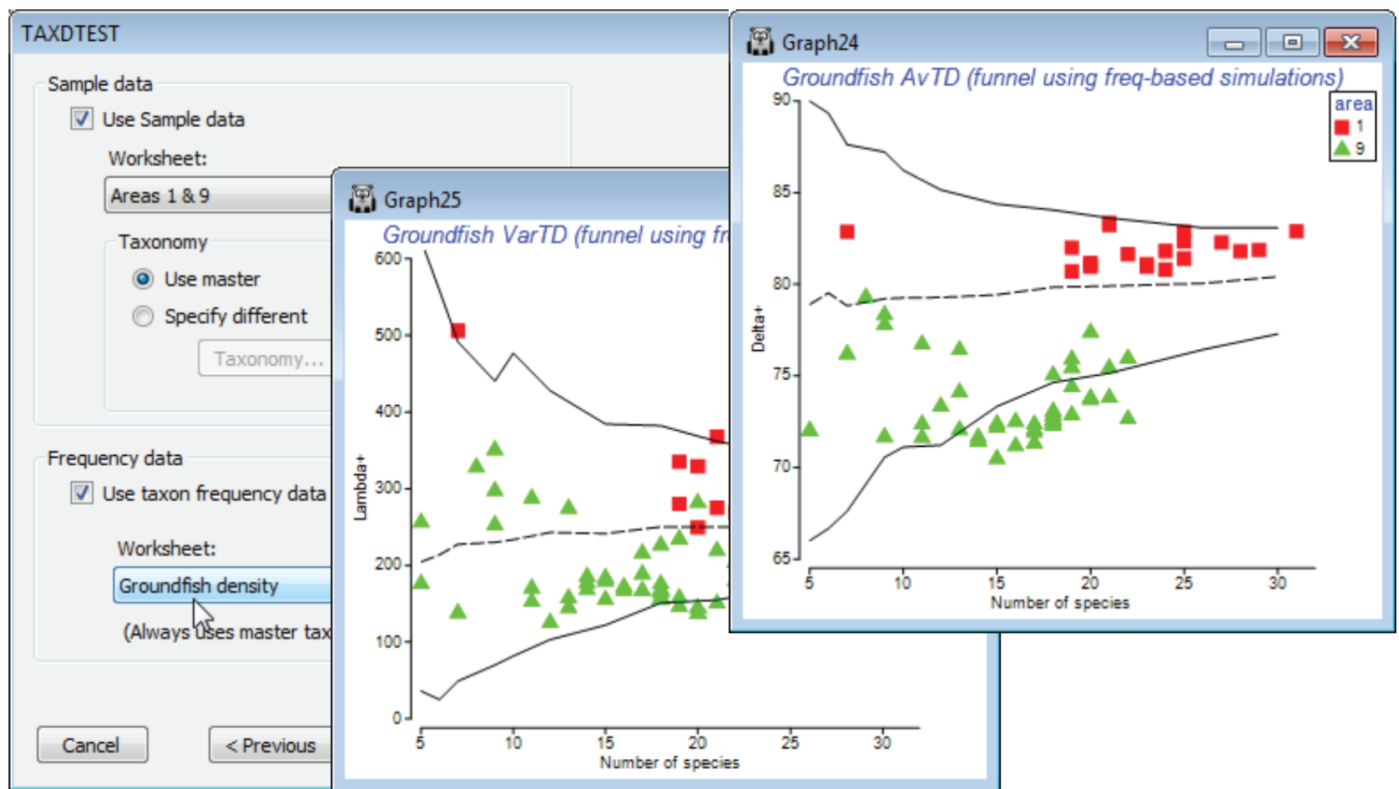 TAXDTEST
Sample data
Use Sample data
Worksheet:
Areas 1 & 9
Taxonomy
Use master
Specify different
Taxonomy...
Frequency data
Use taxon frequency data
Worksheet:
Groundfish density
(Always uses master tax
Cancel
< Previous
Graph25
Groundfish VarTD (funnel using fr
Lambda+
600
500
400
300
200
100
0
5 10 15 20 25 30
Number of species
Graph24
Groundfish AvTD (funnel using freq-based simulations)
area
1
9
Delta+
90
85
80
75
70
65
5 10 15 20 25 30
Number of species